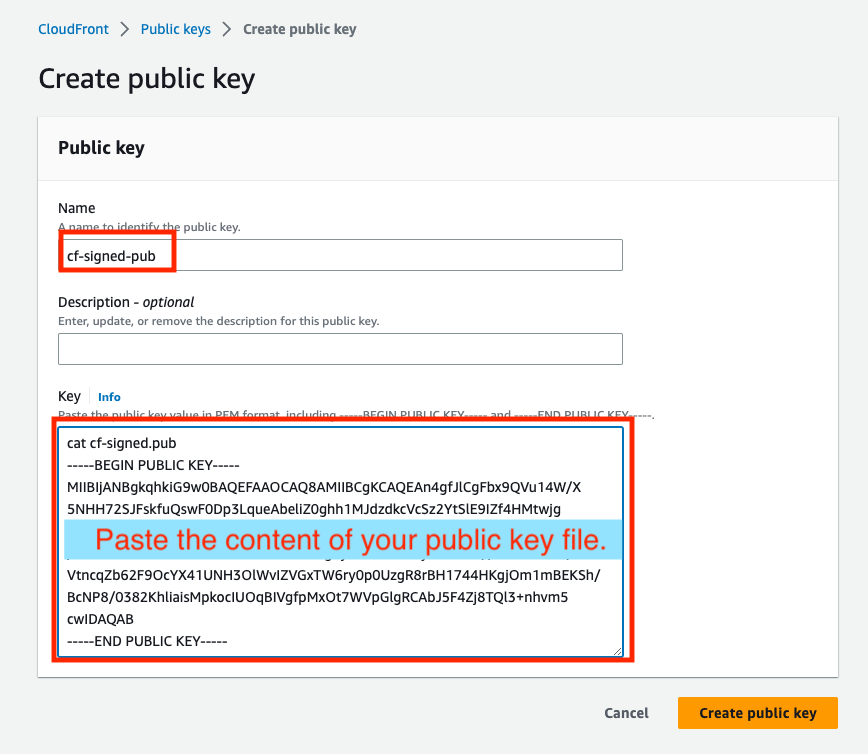 CloudFront > Public keys > Create public key
Create public key
Public key
Name
A name to identify the public key.
cf-signed-pub
Description - optional
Enter, update, or remove the description for this public key.
Key Info
Paste the public key value in PEM format, including -----BEGIN PUBLIC KEY----- and -----END PUBLIC KEY-----.
cat cf-signed.pub
-----BEGIN PUBLIC KEY-----
MIIBIjANBgkqhkiG9w0BAQEFAAOCAQ8AMIIBCgKCAQEAn4gfJlCgFbx9QVu14W/X
5NHH72SJFskfuQswF0Dp3LqueAbeliZ0ghh1MJdzdkcVcSz2YtSlE9IZf4HMtwjg
Paste the content of your public key file.
VtncqZb62F9OcYX41UNH3OlWvIZVGxTW6ry0p0UzgR8rBH1744HKgjOm1mBEKSh/
BcNP8/0382KhliaisMpkocIUOqBIVgfpMxOt7WVpGlgRCAbJ5F4Zj8TQl3+nhvm5
cwIDAQAB
-----END PUBLIC KEY-----
Cancel
Create public key